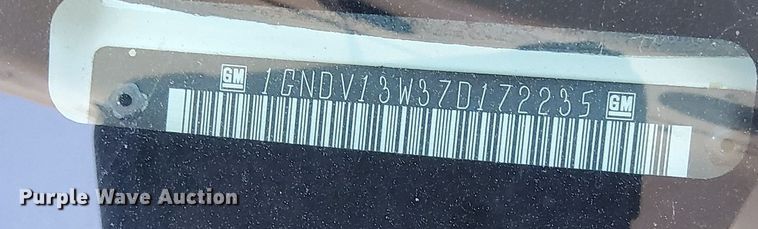 GM 1GNDV13W37D172235 GM
Purple Wave Auction